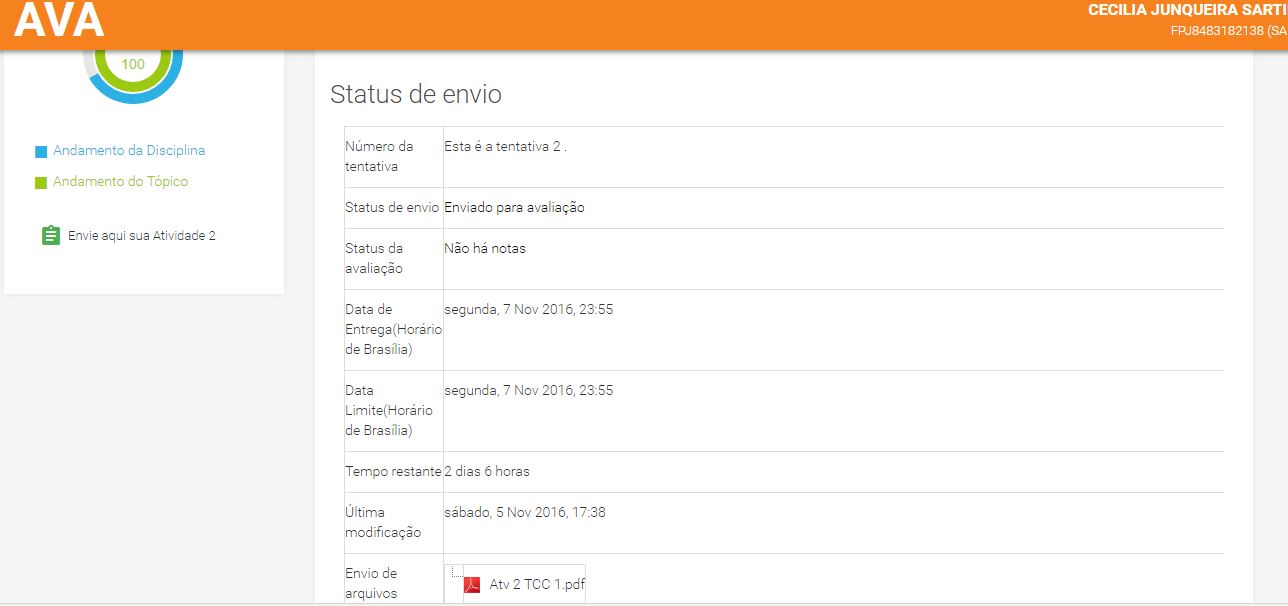 AVA
CECILIA JUNQUEIRA SARTI
FPJ8483182138 (SA
100
Andamento da Disciplina
Andamento do Tópico
Envie aqui sua Atividade 2
Status de envio
Número da
tentativa
Esta é a tentativa 2 .
Status de envio
Enviado para avaliação
Status da
avaliação
Não há notas
Data de
Entrega(Horário
de Brasília)
segunda, 7 Nov 2016, 23:55
Data
Limite(Horário
de Brasília)
segunda, 7 Nov 2016, 23:55
Tempo restante
2 dias 6 horas
Última
modificação
sábado, 5 Nov 2016, 17:38
Envio de
arquivos
Atv 2 TCC 1.pdf